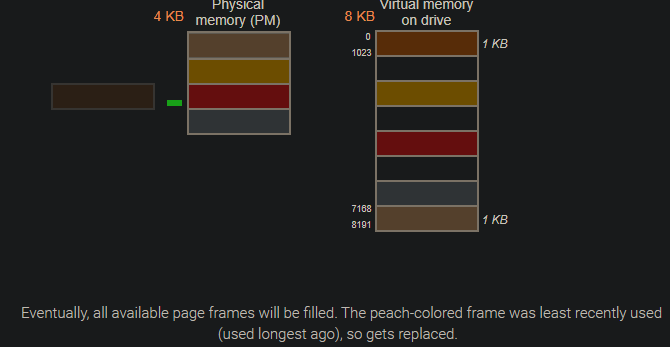 Physical
memory (PM)
4 KB
Virtual memory
on drive
8 KB
0
1023
1 KB
7168
8191
1 KB
Eventually, all available page frames will be filled. The peach-colored frame was least recently used
(used longest ago), so gets replaced.